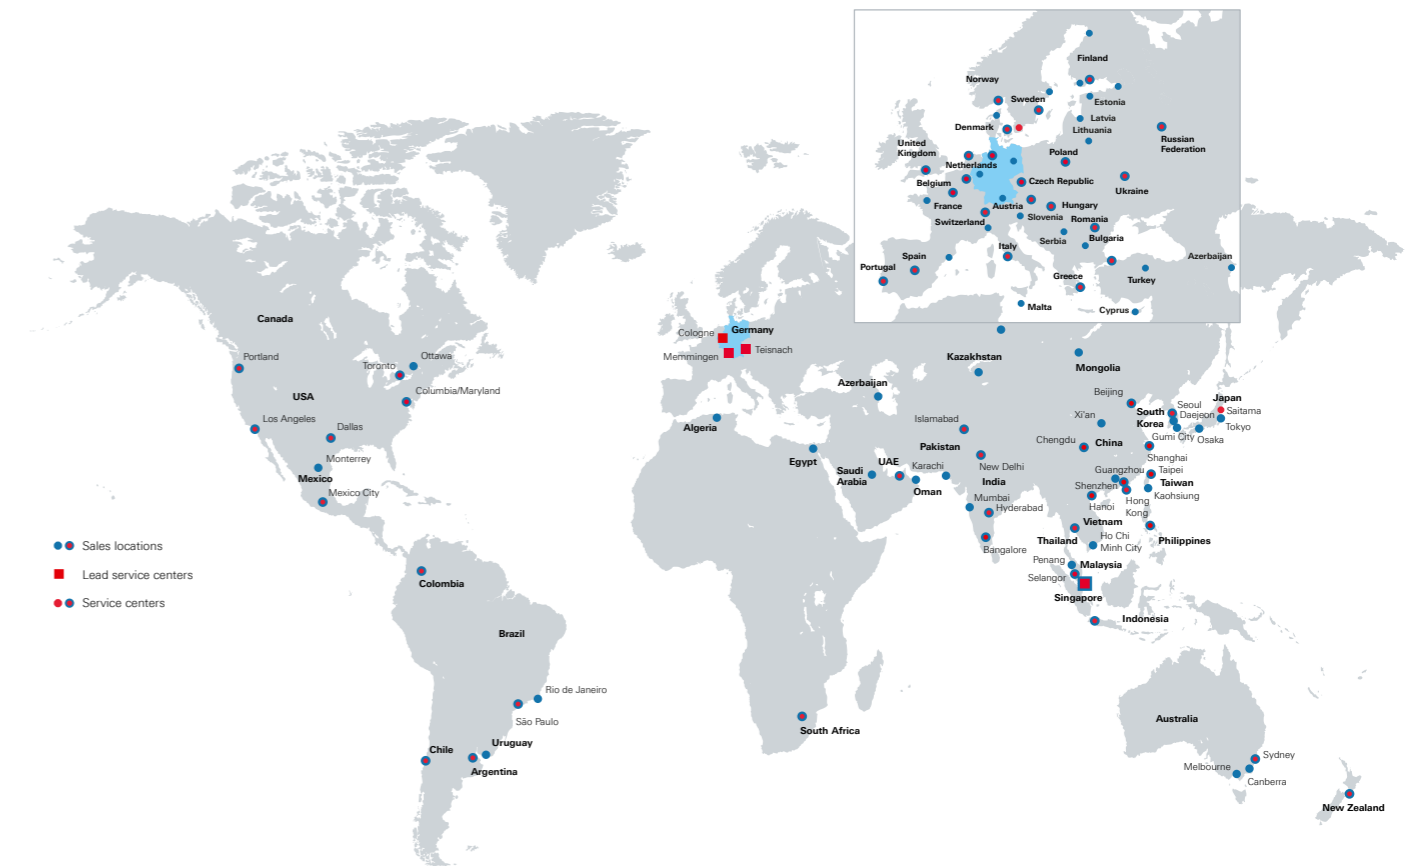 Finland
Norway
Sweden
Estonia
Latvia
Denmark
Lithuania
Russian
Federation
United
Kingdom
Poland
Netherlands
Belgium
Czech Republic
Ukraine
France
Austria
Hungary
Switzerland
Slovenia
Romania
Serbia
Bulgaria
Italy
Spain
Portugal
Azerbaijan
Greece
Turkey
Malta
Cyprus
Canada
Portland
Toronto
Ottawa
USA
Columbia/Maryland
Los Angeles
Dallas
Monterrey
Mexico
Mexico City
Cologne
Germany
Memmingen
Teisnach
Kazakhstan
Mongolia
Azerbaijan
Beijing
Japan
Seoul
Saitama
South
Korea
Daejeon
Tokyo
Xi'an
Gumi City
Osaka
Islamabad
Algeria
Chengdu
China
Pakistan
Shanghai
Egypt
UAE
Karachi
New Delhi
Saudi
Arabia
Guangzhou
Taipei
Oman
India
Shenzhen
Taiwan
Kaohsiung
Mumbai
Hyderabad
Hanoi
Hong
Kong
Vietnam
Thailand
Ho Chi
Minh City
Philippines
Bangalore
Penang
Malaysia
Selangor
Singapore
Indonesia
Sales locations
Lead service centers
Service centers
Colombia
Brazil
Rio de Janeiro
São Paulo
Uruguay
Chile
Argentina
South Africa
Australia
Sydney
Melbourne
Canberra
New Zealand